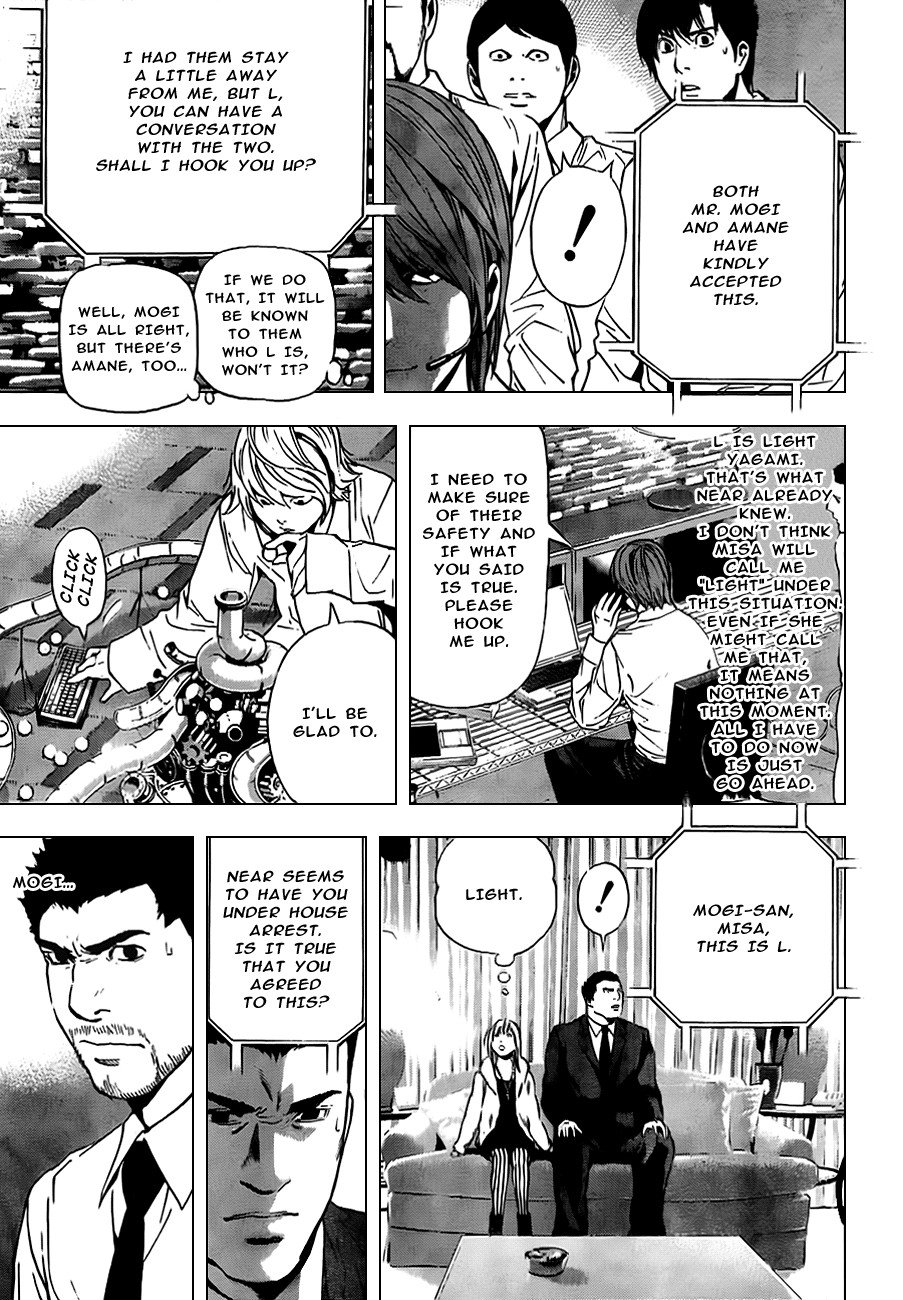 BOTH
MR. MOGI
AND AMANE
HAVE
KINDLY
ACCEPTED
THIS.
!
I HAD THEM STAY
A LITTLE AWAY
FROM ME, BUT L,
YOU CAN HAVE A
CONVERSATION
WITH THE TWO.
SHALL I HOOK YOU UP?
IF WE DO
THAT, IT WILL
BE KNOWN
TO THEM
WHO L IS,
WON'T IT?
WELL, MOGI
IS ALL RIGHT,
BUT THERE'S
AMANE, TOO...
L IS LIGHT
YAGAMI.
THAT'S WHAT
NEAR ALREADY
KNEW.
I DON'T THINK
MISA WILL
CALL ME
"LIGHT" UNDER
THIS SITUATION.
EVEN IF SHE
MIGHT CALL
ME THAT,
IT MEANS
NOTHING AT
THIS MOMENT.
ALL I HAVE
TO DO NOW
IS JUST
GO AHEAD.
I NEED TO
MAKE SURE
OF THEIR
SAFETY AND
IF WHAT
YOU SAID
IS TRUE.
PLEASE
HOOK
ME UP.
I'LL BE
GLAD TO.
CLICK
CLICK
MOGI-SAN,
MISA,
THIS IS L.
!
LIGHT.
NEAR SEEMS
TO HAVE YOU
UNDER HOUSE
ARREST.
IS IT TRUE
THAT YOU
AGREED
TO THIS?
MOGI...